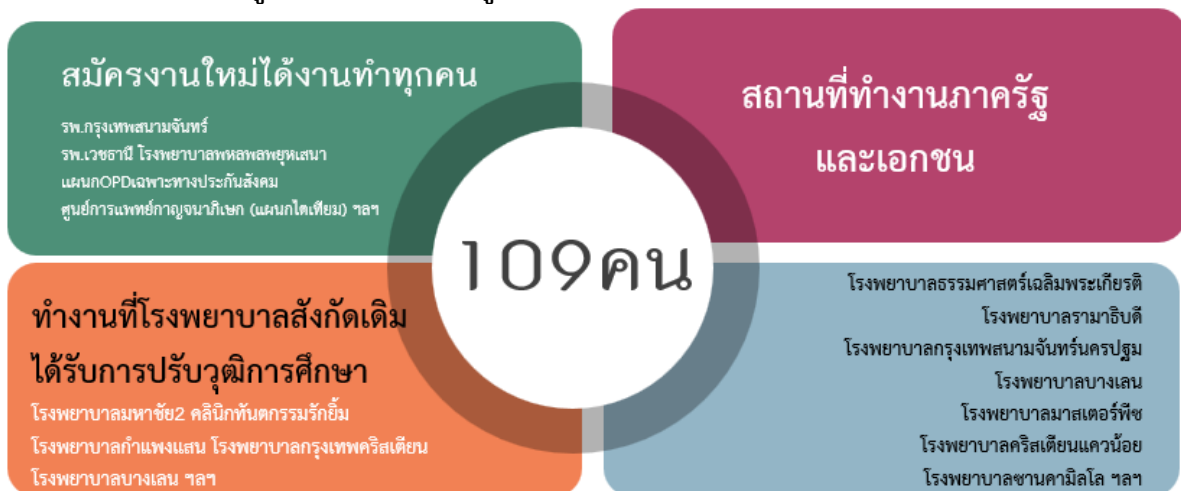 สมัครงานใหม่ได้งานทำทุกคน
รพ.กรุงเทพสนามจันทร์
รพ.เวชธานี โรงพยาบาลพหลพลพยุหเสนา
แผนกOPDเฉพาะทางประกันสังคม
ศูนย์การแพทย์กาญจนาภิเษก (แผนกไตเทียม) ฯลฯ
สถานที่ทำงานภาครัฐ
และเอกชน
109คน
ทำงานที่โรงพยาบาลสังกัดเดิม
ได้รับการปรับวุฒิการศึกษา
โรงพยาบาลมหาชัย2 คลินิกทันตกรรมรักยิ้ม
โรงพยาบาลกำแพงแสน โรงพยาบาลกรุงเทพคริสเตียน
โรงพยาบาลบางเลน ฯลฯ
โรงพยาบาลธรรมศาสตร์เฉลิมพระเกียรติ
โรงพยาบาลรามาธิบดี
โรงพยาบาลกรุงเทพสนามจันทร์นครปฐม
โรงพยาบาลบางเลน
โรงพยาบาลมาสเตอร์พีช
โรงพยาบาลคริสเตียนแควน้อย
โรงพยาบาลซานคามิลโล ฯลฯ